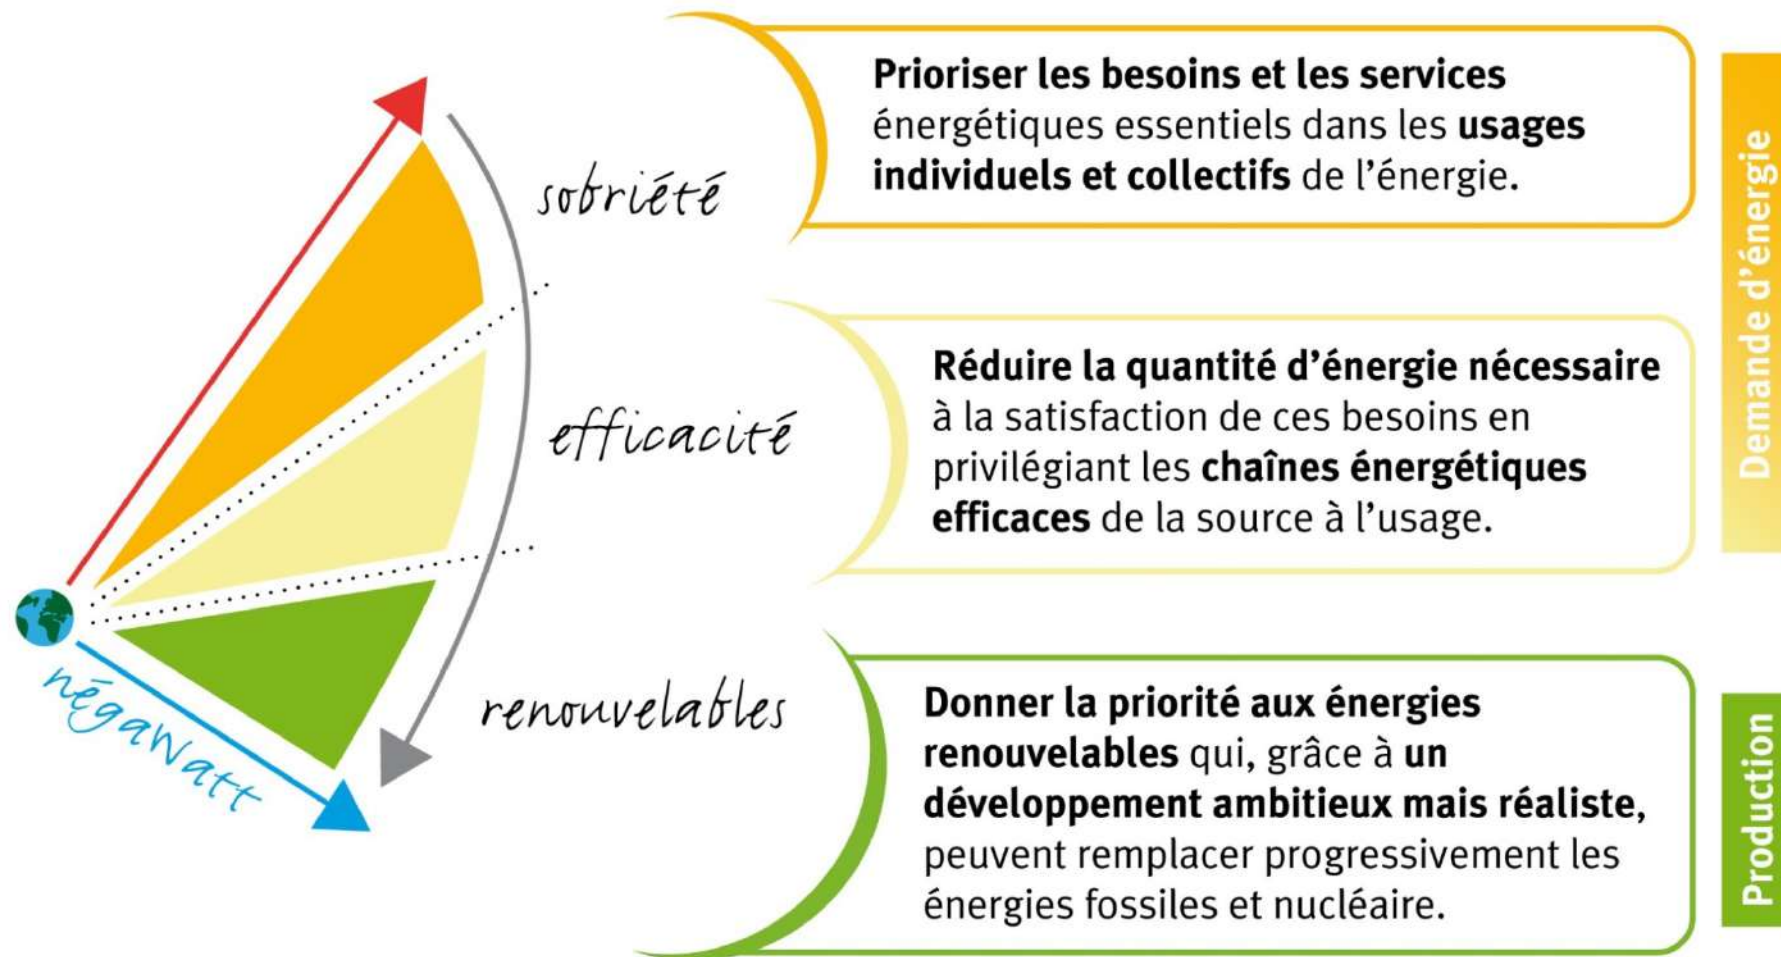 sobriété
Prioriser les besoins et les services
énergétiques essentiels dans les usages
individuels et collectifs de l'énergie.
efficacité
Réduire la quantité d'énergie nécessaire
à la satisfaction de ces besoins en
privilégiant les chaînes énergétiques
efficaces de la source à l'usage.
Demande d'énergie
négaWatt
renouvelables
Donner la priorité aux énergies
renouvelables qui, grâce à un
développement ambitieux mais réaliste,
peuvent remplacer progressivement les
énergies fossiles et nucléaire.
Production